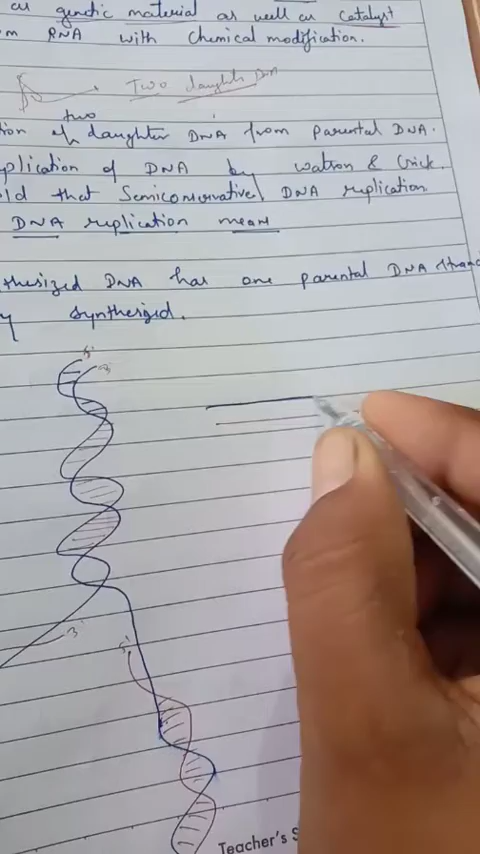 as genetic material as well as catalyst
RNA with Chemical modification.
Two daughter
two
tion of daughter DNA from parental DNA.
plication of DNA by Watson & Crick.
ld that Semiconservative DNA replication
DNA replication mean
thesized DNA has one parental DNA strand
y synthesized.
5'
3'
3'
5'
Teacher's S